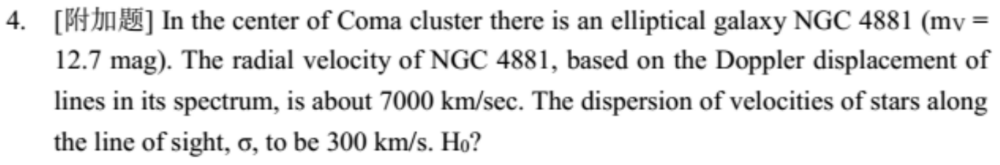 4. [附加题] In the center of Coma cluster there is an elliptical galaxy NGC 4881 (mv =
12.7 mag). The radial velocity of NGC 4881, based on the Doppler displacement of
lines in its spectrum, is about 7000 km/sec. The dispersion of velocities of stars along
the line of sight, σ, to be 300 km/s. H₀?